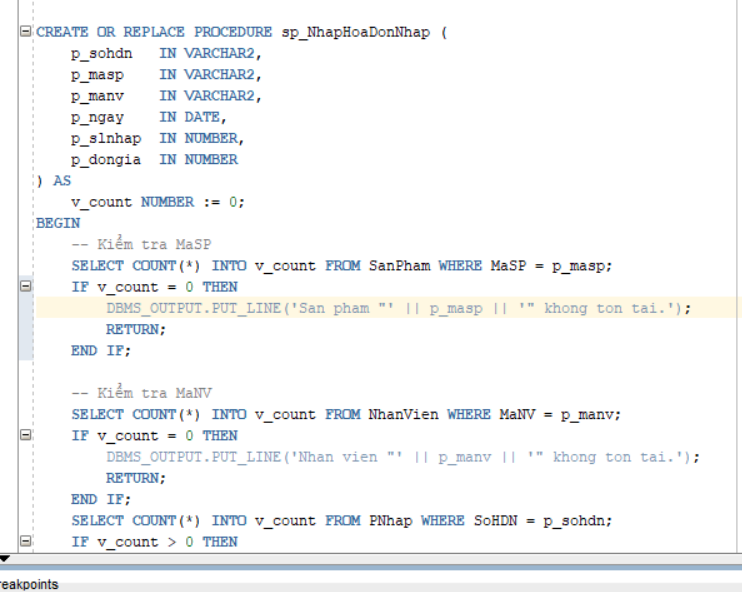 CREATE OR REPLACE PROCEDURE sp_NhapHoaDonNhap (
    p_sohdn   IN VARCHAR2,
    p_masp    IN VARCHAR2,
    p_manv    IN VARCHAR2,
    p_ngay    IN DATE,
    p_slnhap  IN NUMBER,
    p_dongia  IN NUMBER
) AS
    v_count NUMBER := 0;
BEGIN
    -- Kiểm tra MaSP
    SELECT COUNT(*) INTO v_count FROM SanPham WHERE MaSP = p_masp;
    IF v_count = 0 THEN
        DBMS_OUTPUT.PUT_LINE('San pham "' || p_masp || '" khong ton tai.');
        RETURN;
    END IF;

    -- Kiểm tra MaNV
    SELECT COUNT(*) INTO v_count FROM NhanVien WHERE MaNV = p_manv;
    IF v_count = 0 THEN
        DBMS_OUTPUT.PUT_LINE('Nhan vien "' || p_manv || '" khong ton tai.');
        RETURN;
    END IF;
    SELECT COUNT(*) INTO v_count FROM PNhap WHERE SoHDN = p_sohdn;
    IF v_count > 0 THEN
reakpoints